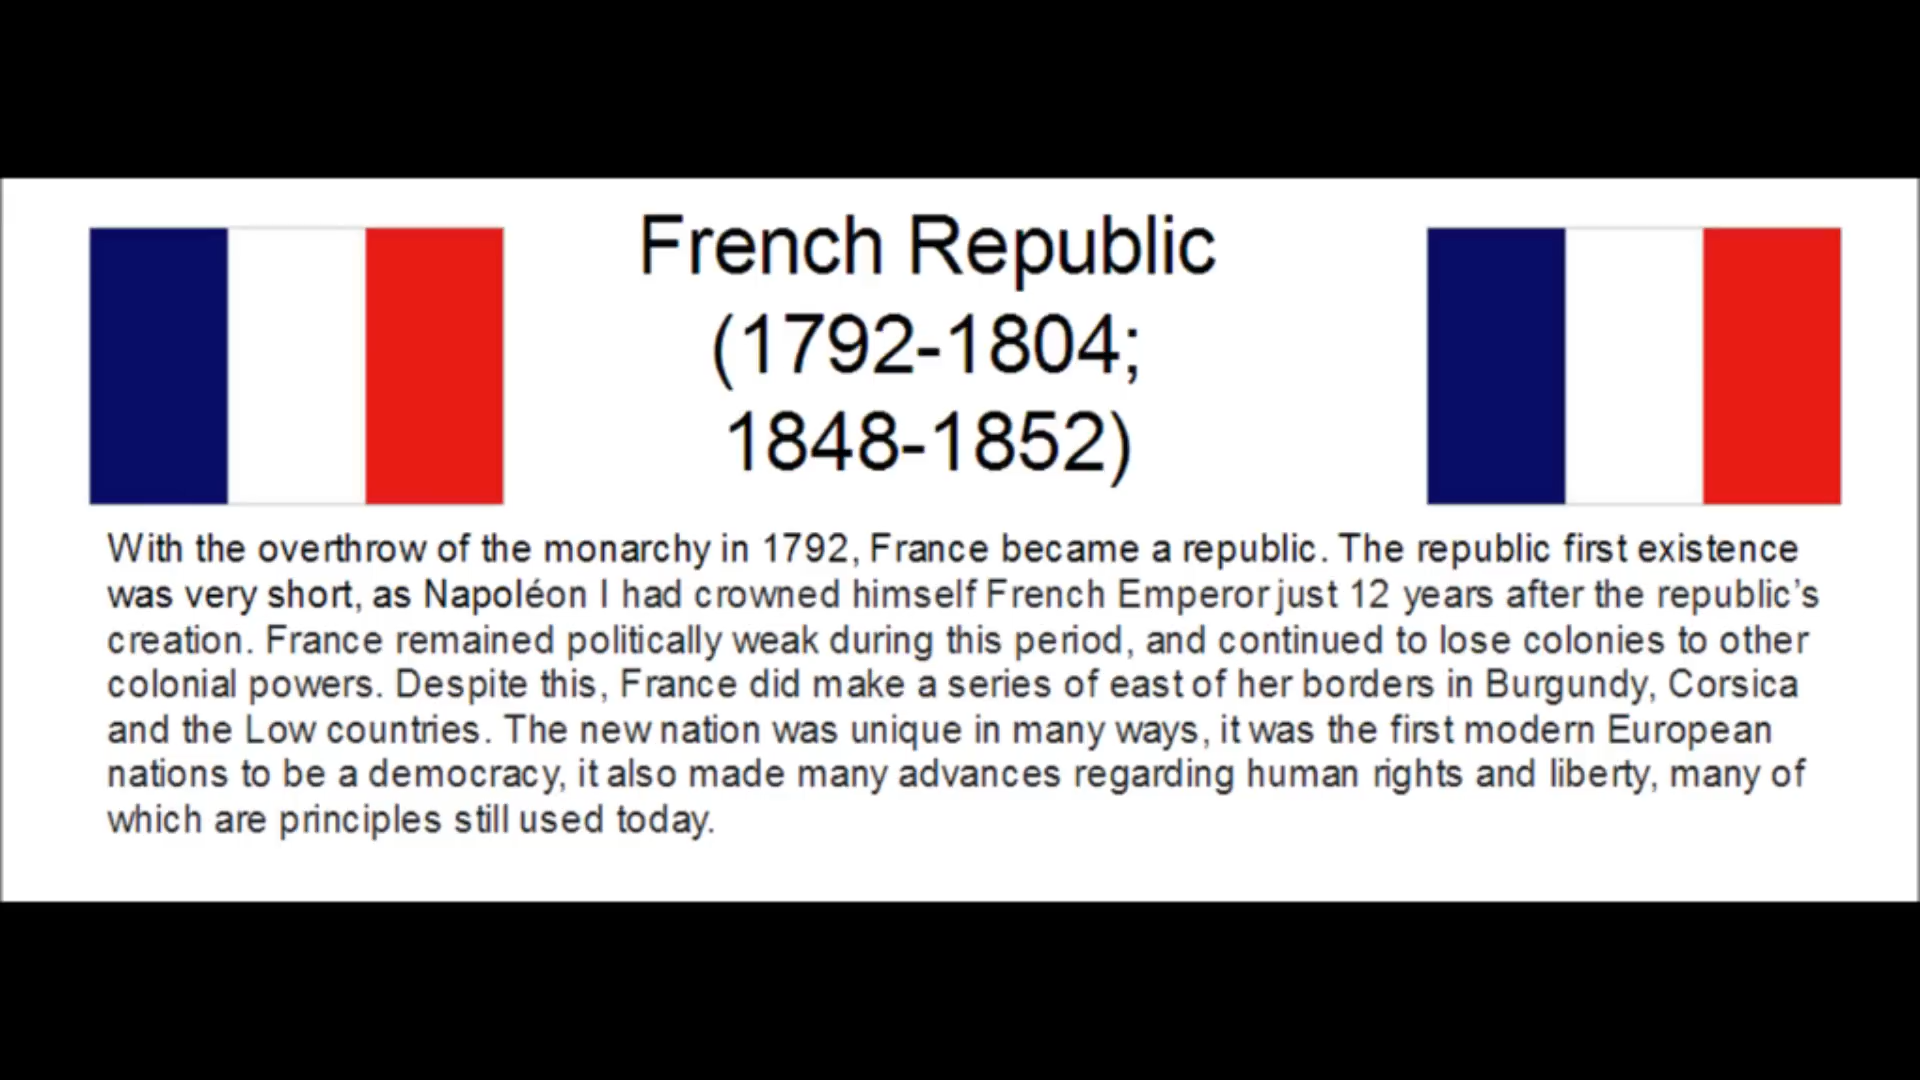 French Republic
(1792-1804;
1848-1852)
With the overthrow of the monarchy in 1792, France became a republic. The republic first existence
was very short, as Napoléon I had crowned himself French Emperor just 12 years after the republic’s
creation. France remained politically weak during this period, and continued to lose colonies to other
colonial powers. Despite this, France did make a series of east of her borders in Burgundy, Corsica
and the Low countries. The new nation was unique in many ways, it was the first modern European
nations to be a democracy, it also made many advances regarding human rights and liberty, many of
which are principles still used today.